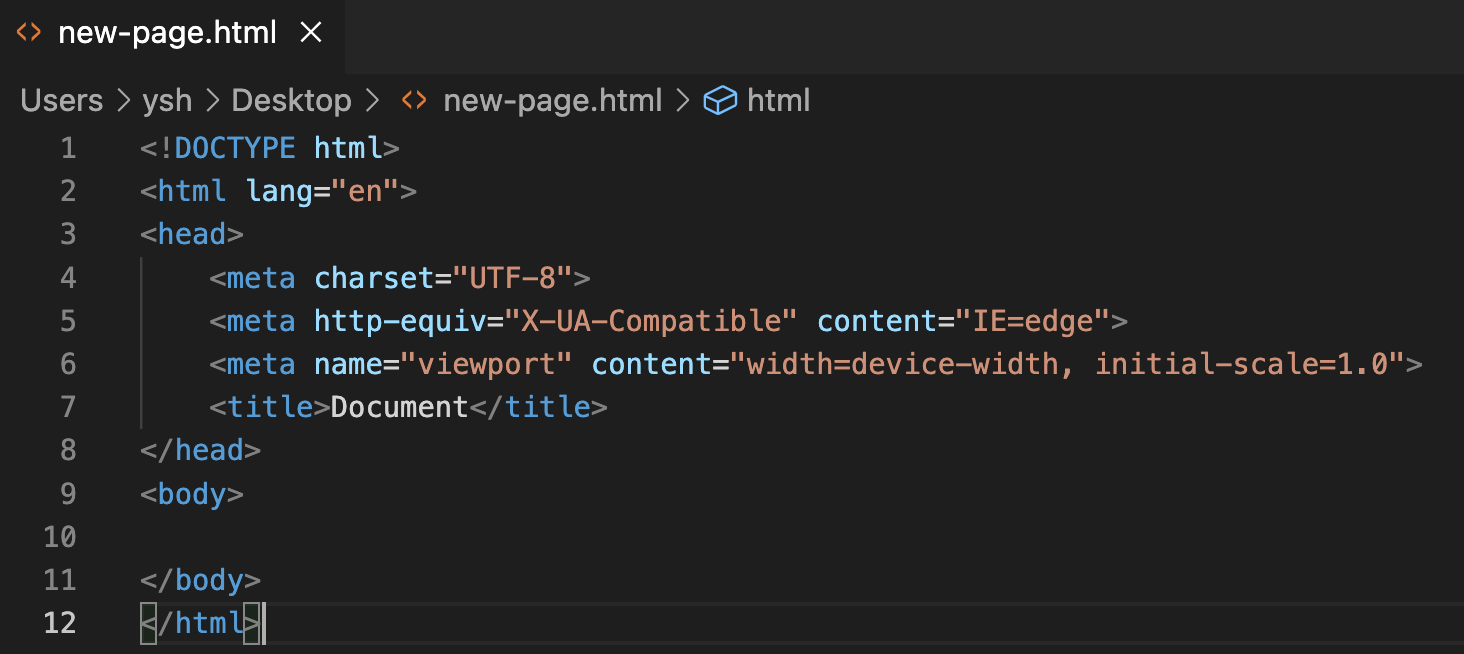 new-page.html
Users > ysh > Desktop > new-page.html > html
1 <!DOCTYPE html>
2 <html lang="en">
3 <head>
4     <meta charset="UTF-8">
5     <meta http-equiv="X-UA-Compatible" content="IE=edge">
6     <meta name="viewport" content="width=device-width, initial-scale=1.0">
7     <title>Document</title>
8 </head>
9 <body>
10
11 </body>
12 </html>